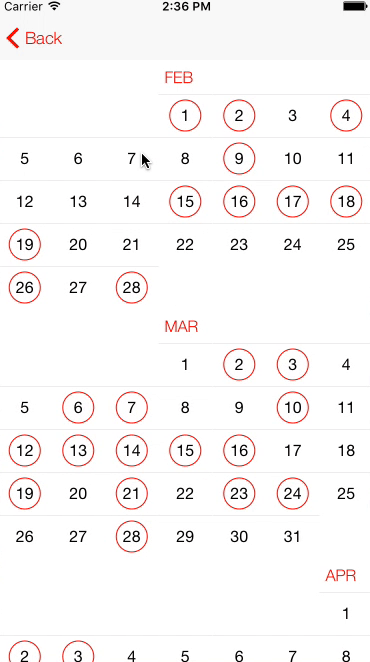 Carrier 2:36 PM
Back
FEB
1 2 3 4
5 6 7 8 9 10 11
12 13 14 15 16 17 18
19 20 21 22 23 24 25
26 27 28
MAR
1 2 3 4
5 6 7 8 9 10 11
12 13 14 15 16 17 18
19 20 21 22 23 24 25
26 27 28 29 30 31
APR
1
2 3 4 5 6 7 8